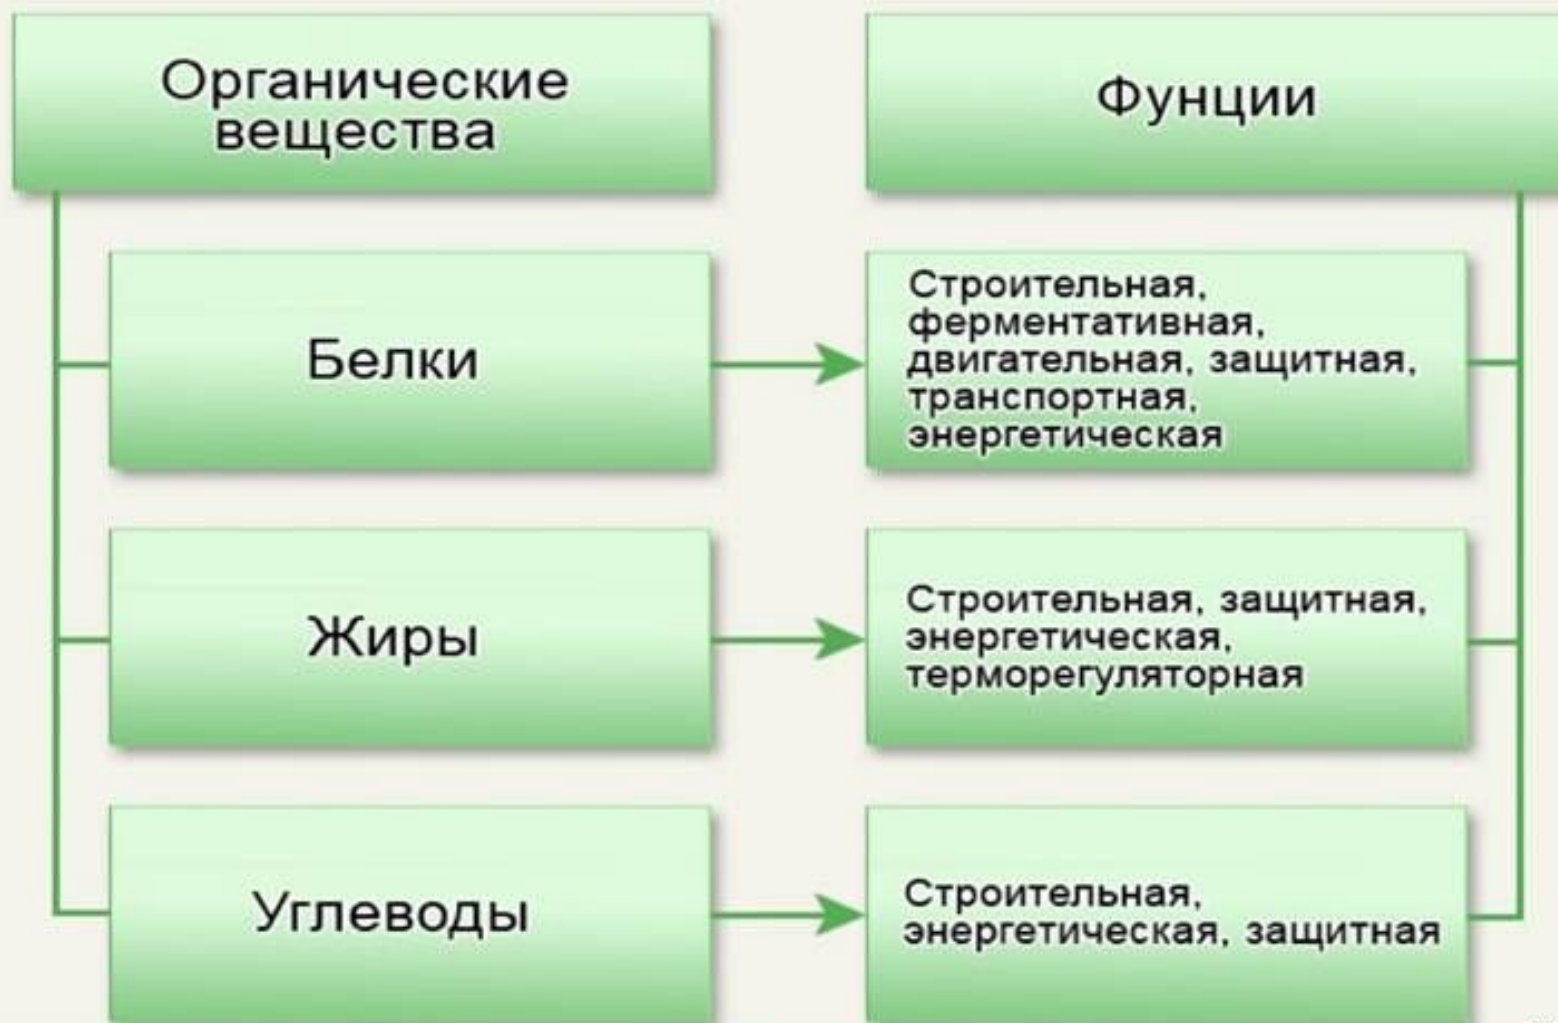 Органические
вещества
Фунции
Белки
Строительная,
ферментативная,
двигательная, защитная,
транспортная,
энергетическая
Жиры
Строительная, защитная,
энергетическая,
терморегуляторная
Углеводы
Строительная,
энергетическая, защитная